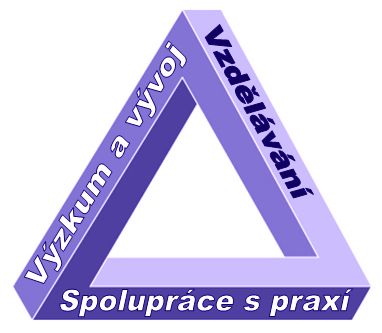 Výzkum a vývoj
Vzdělávání
Spolupráce s praxí